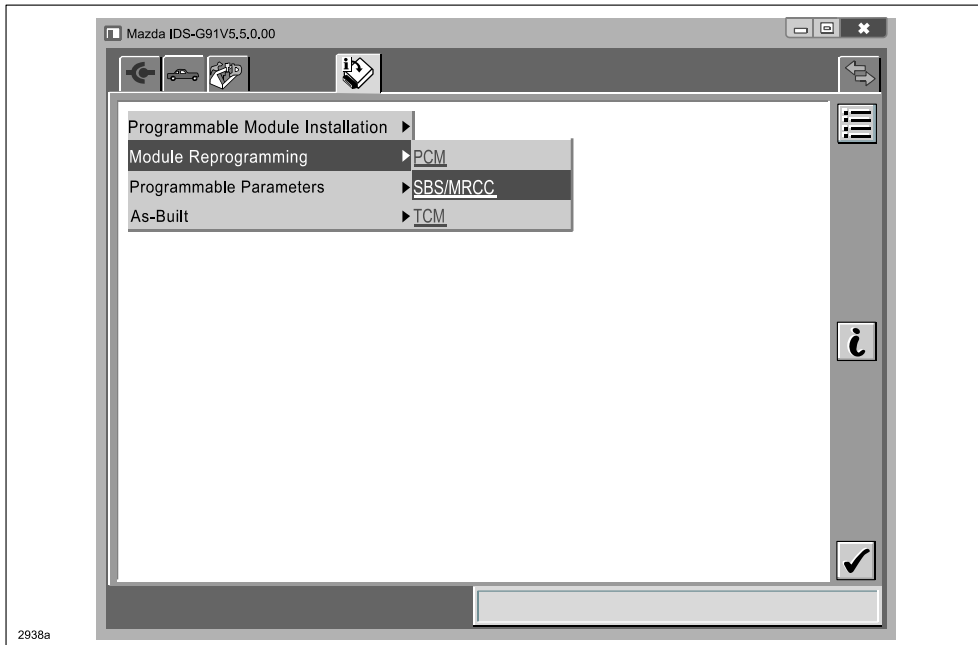 Mazda IDS-G91V5.5.0.00
Programmable Module Installation
Module Reprogramming
PCM
Programmable Parameters
SBS/MRCC
As-Built
TCM
2938a